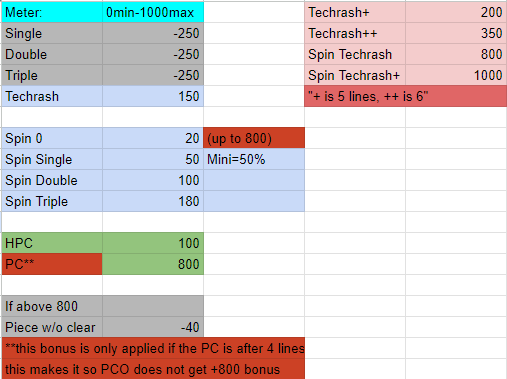 Meter: 0min-1000max
Single -250
Double -250
Triple -250
Techrash 150
Techrash+ 200
Techrash++ 350
Spin Techrash 800
Spin Techrash+ 1000
"+ is 5 lines, ++ is 6"
Spin 0 20 (up to 800)
Spin Single 50 Mini=50%
Spin Double 100
Spin Triple 180
HPC 100
PC** 800
If above 800
Piece w/o clear -40
**this bonus is only applied if the PC is after 4 lines
this makes it so PCO does not get +800 bonus